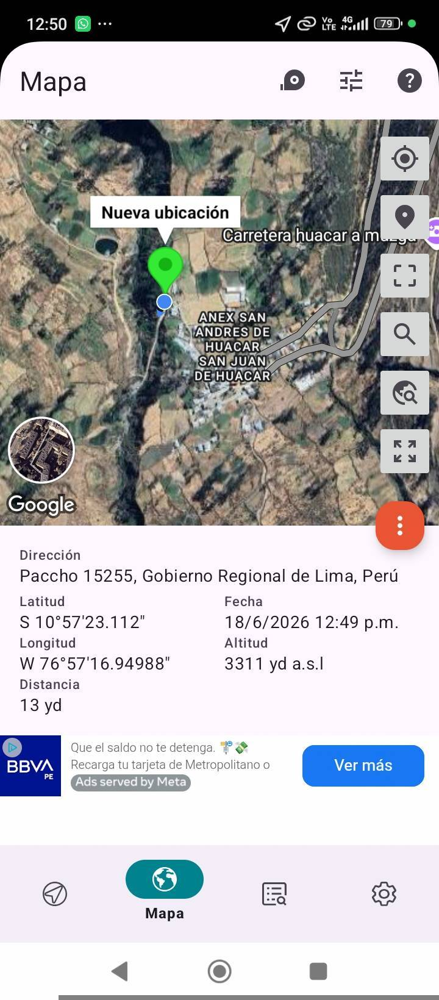 12:50
Vo
LTE
4G
79
Mapa
Nueva ubicación
Carretera huacar a m
ANEX SAN
ANDRES DE
HUACAR
SAN JUAN
DE HUACAR
Google
Dirección
Paccho 15255, Gobierno Regional de Lima, Perú
Latitud
S 10°57'23.112"
Fecha
18/6/2026 12:49 p.m.
Longitud
W 76°57'16.94988"
Altitud
3311 yd a.s.l
Distancia
13 yd
BBVA
PE
Que el saldo no te detenga.
Recarga tu tarjeta de Metropolitano o
Ads served by Meta
Ver más
Mapa